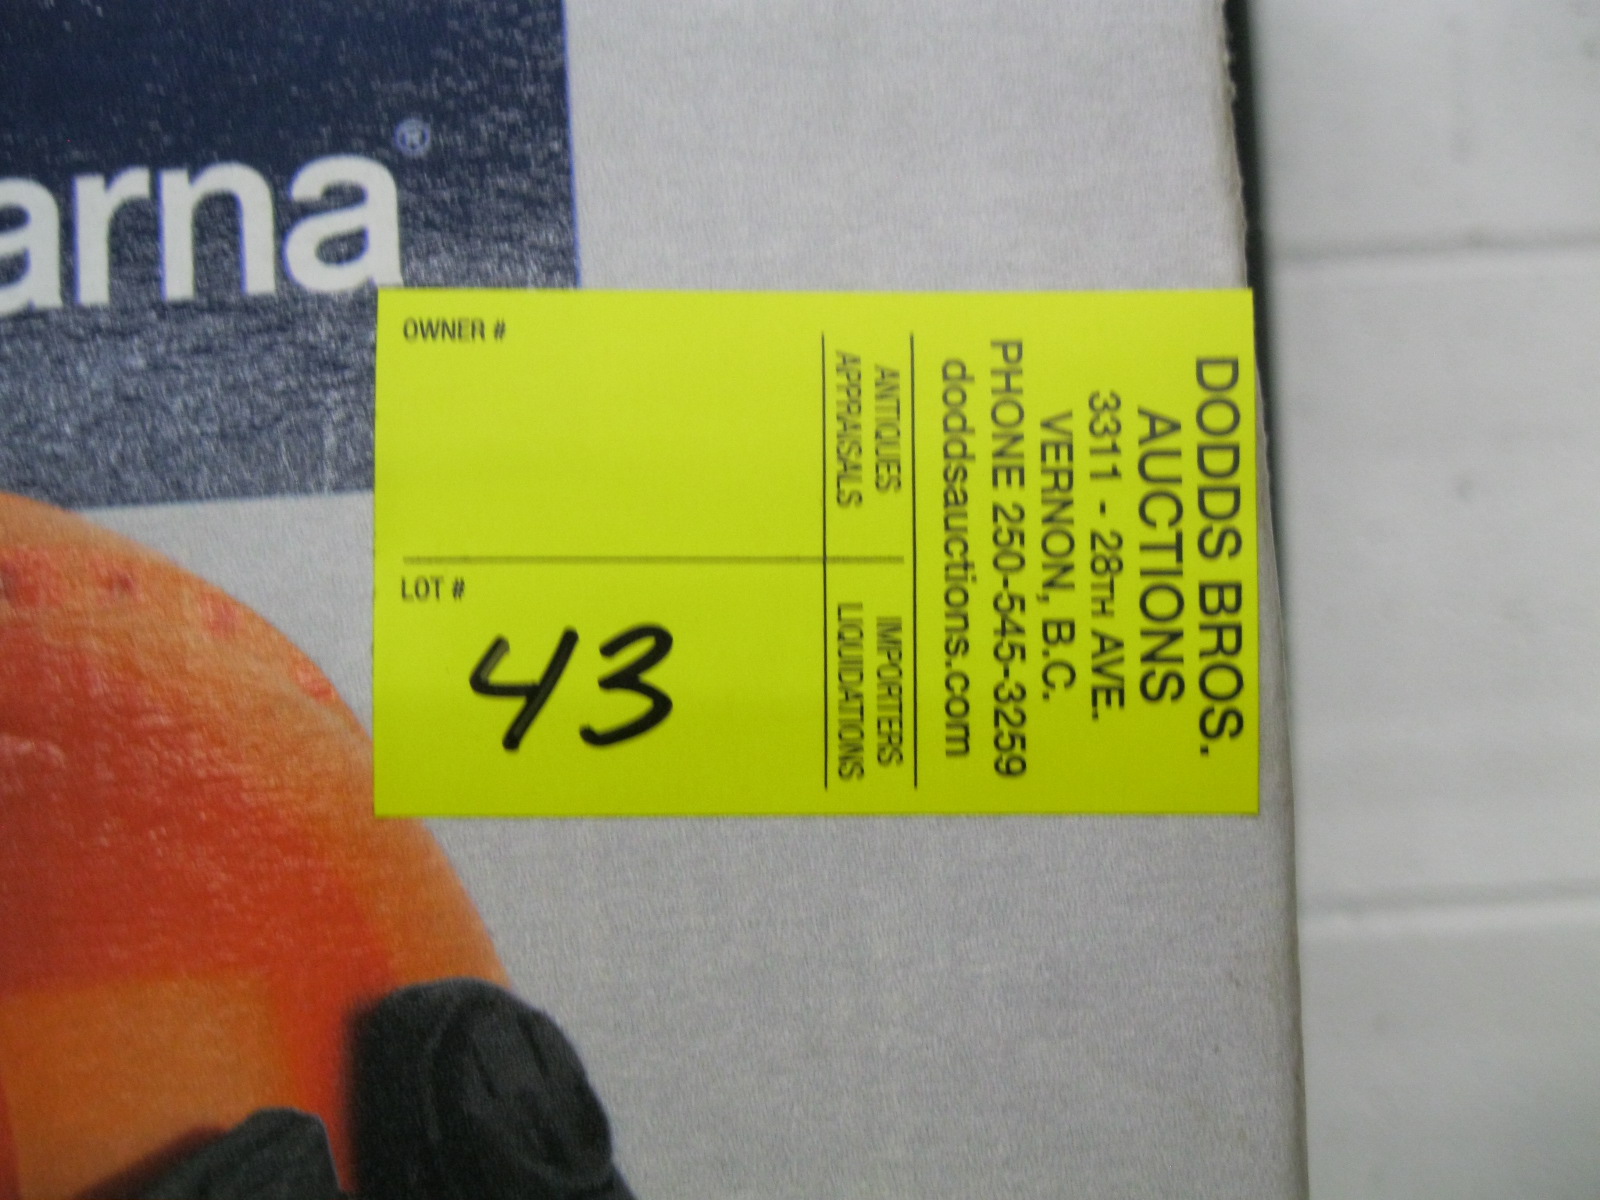 arna®
OWNER #
LOT #
43
DODDS BROS.
AUCTIONS
3311 - 28TH AVE.
VERNON, B.C.
PHONE 250-545-3259
doddsauctions.com
ANTIQUES IMPORTERS
APPRAISALS LIQUIDATIONS